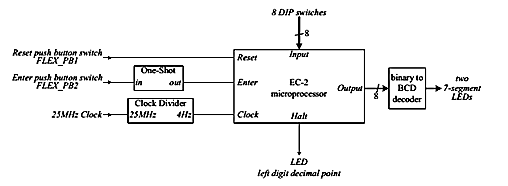 8 DIP switches
8
Reset push button switch
FLEX_PB1
Reset
Input
One-Shot
Enter push button switch
FLEX_PB2
in out
Enter
EC-2
microprocessor
Output
8
binary to
BCD
decoder
two
7-segment
LEDs
Clock Divider
25MHz Clock
25MHz 4Hz
Clock
Halt
LED
left digit decimal point